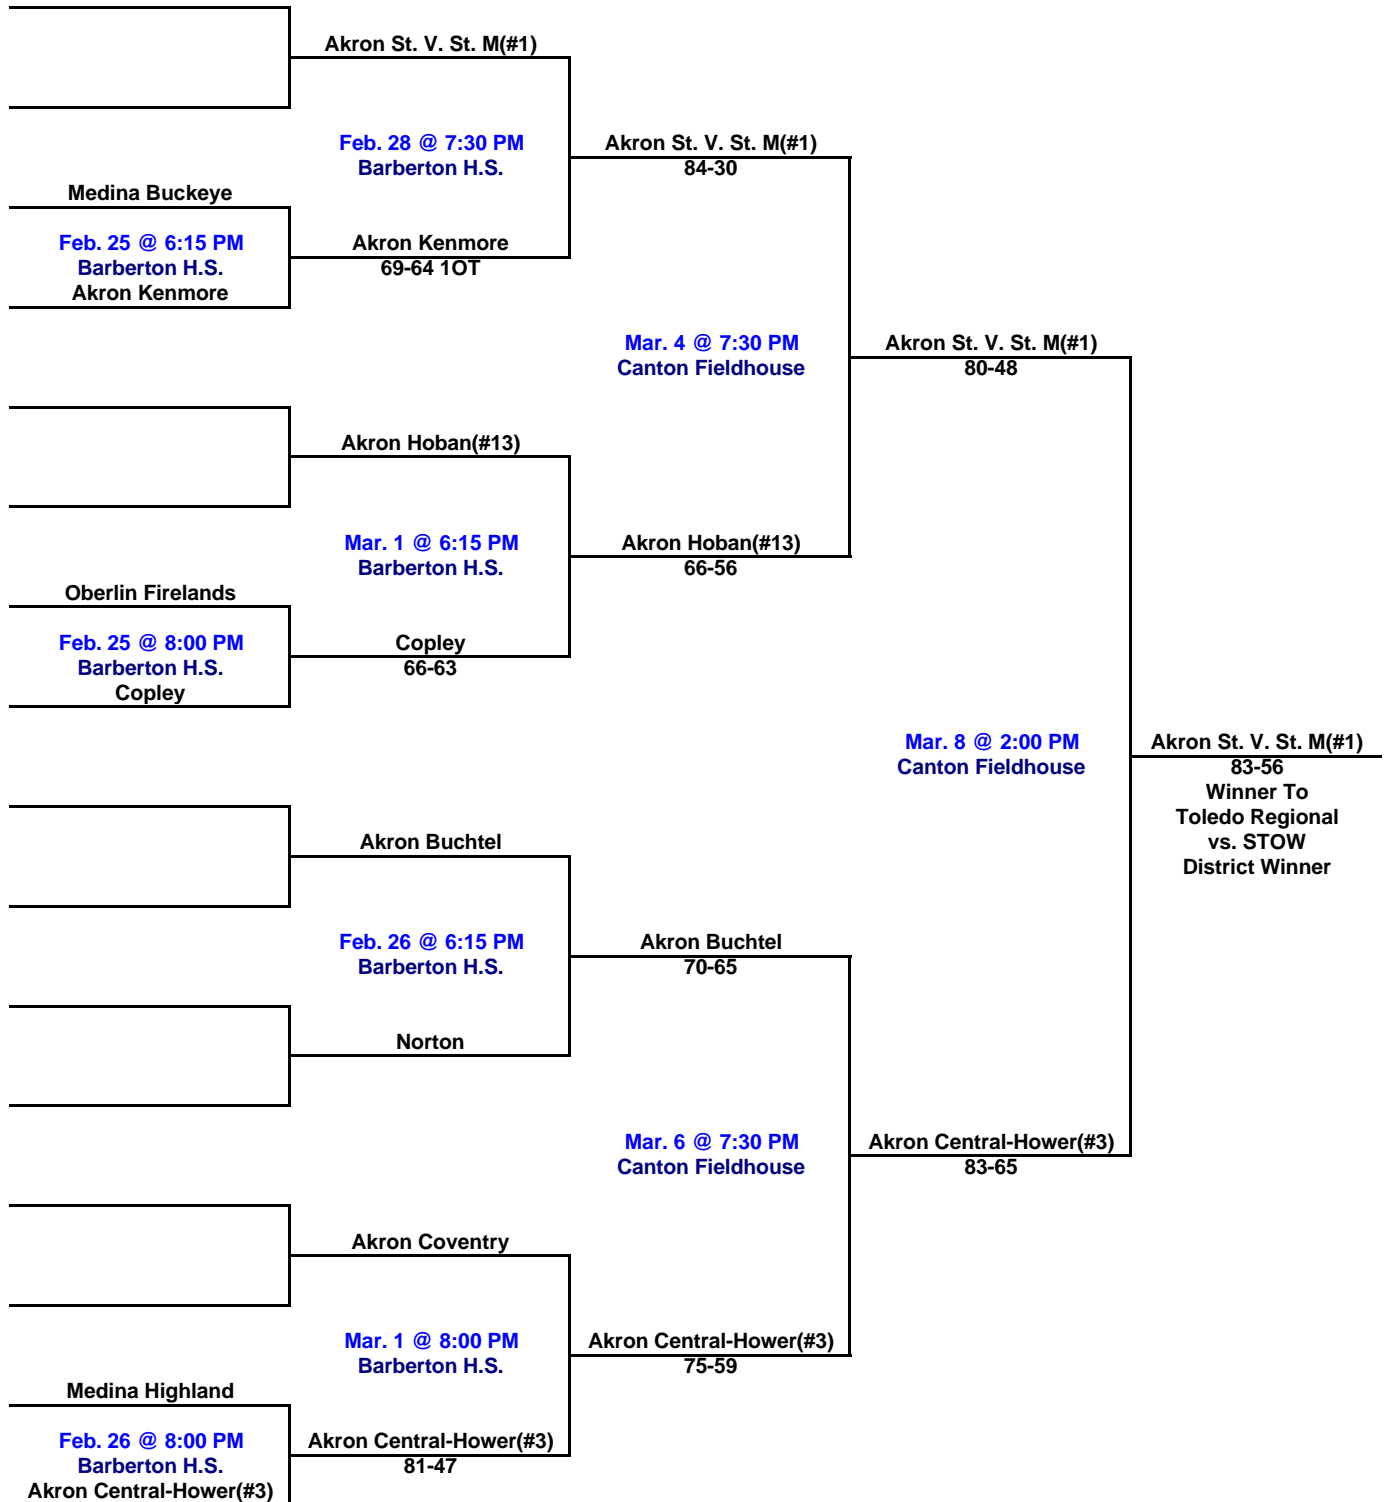 Akron St. V. St. M(#1)
Feb. 28 @ 7:30 PM
Barberton H.S.
Akron St. V. St. M(#1)
84-30
Medina Buckeye
Feb. 25 @ 6:15 PM
Barberton H.S.
Akron Kenmore
Akron Kenmore
69-64 1OT
Mar. 4 @ 7:30 PM
Canton Fieldhouse
Akron St. V. St. M(#1)
80-48
Akron Hoban(#13)
Mar. 1 @ 6:15 PM
Barberton H.S.
Akron Hoban(#13)
66-56
Oberlin Firelands
Feb. 25 @ 8:00 PM
Barberton H.S.
Copley
Copley
66-63
Mar. 8 @ 2:00 PM
Canton Fieldhouse
Akron St. V. St. M(#1)
83-56
Winner To
Toledo Regional
vs. STOW
District Winner
Akron Buchtel
Feb. 26 @ 6:15 PM
Barberton H.S.
Akron Buchtel
70-65
Norton
Mar. 6 @ 7:30 PM
Canton Fieldhouse
Akron Central-Hower(#3)
83-65
Akron Coventry
Mar. 1 @ 8:00 PM
Barberton H.S.
Akron Central-Hower(#3)
75-59
Medina Highland
Feb. 26 @ 8:00 PM
Barberton H.S.
Akron Central-Hower(#3)
Akron Central-Hower(#3)
81-47